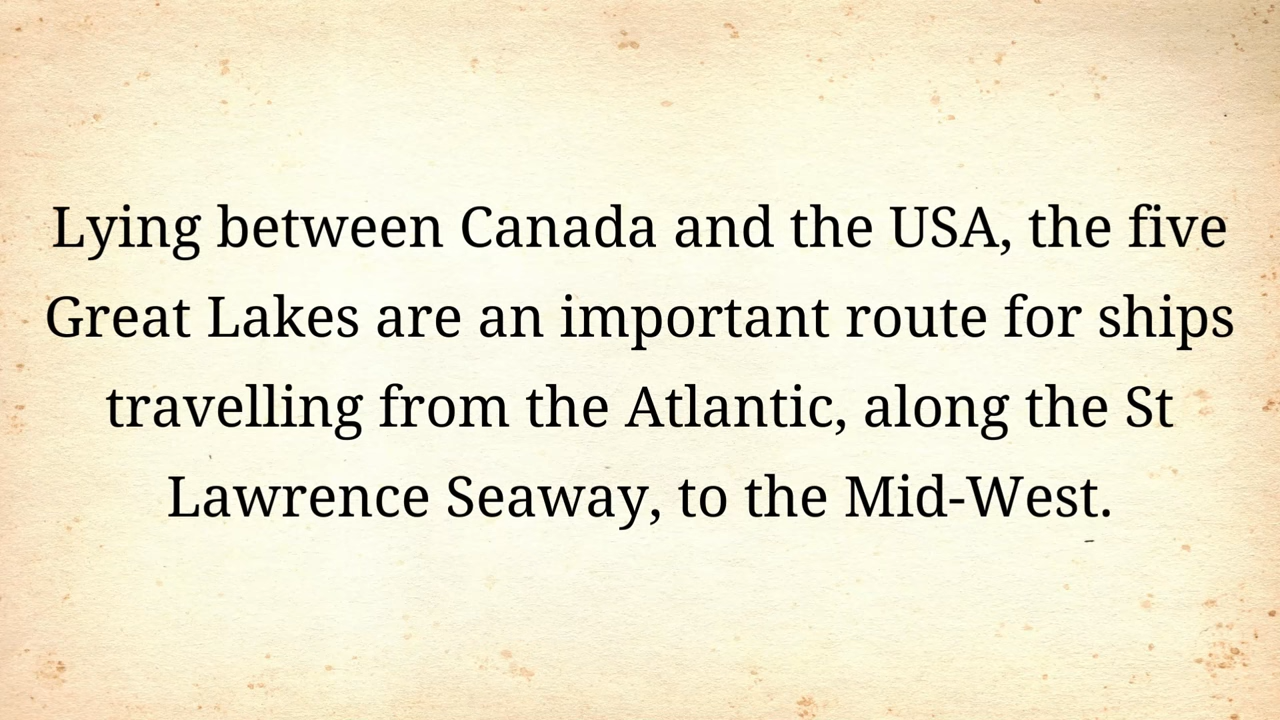 Lying between Canada and the USA, the five
Great Lakes are an important route for ships
travelling from the Atlantic, along the St
Lawrence Seaway, to the Mid-West.